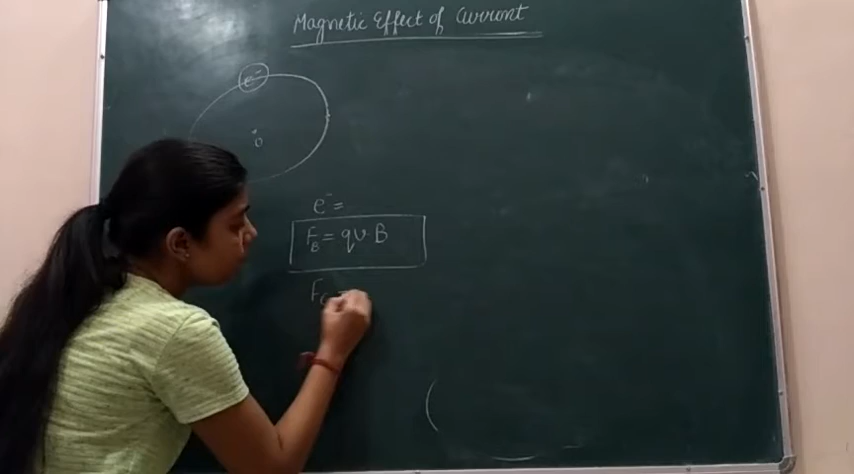 Magnetic Effect of Current
e⁻
o
e⁻ =
F_B = qv·B
F